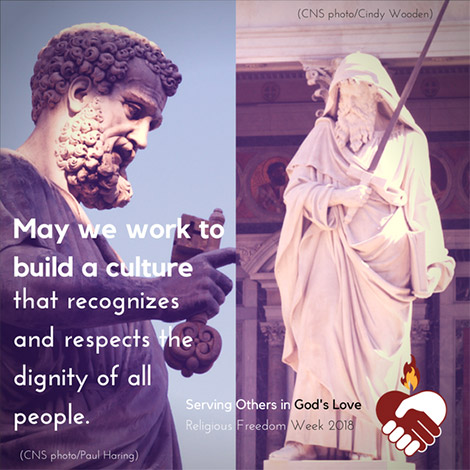 (CNS photo/Cindy Wooden)
May we work to
build a culture
that recognizes
and respects the
dignity of all
people.
Serving Others in God's Love
Religious Freedom Week 2018
(CNS photo/Paul Haring)